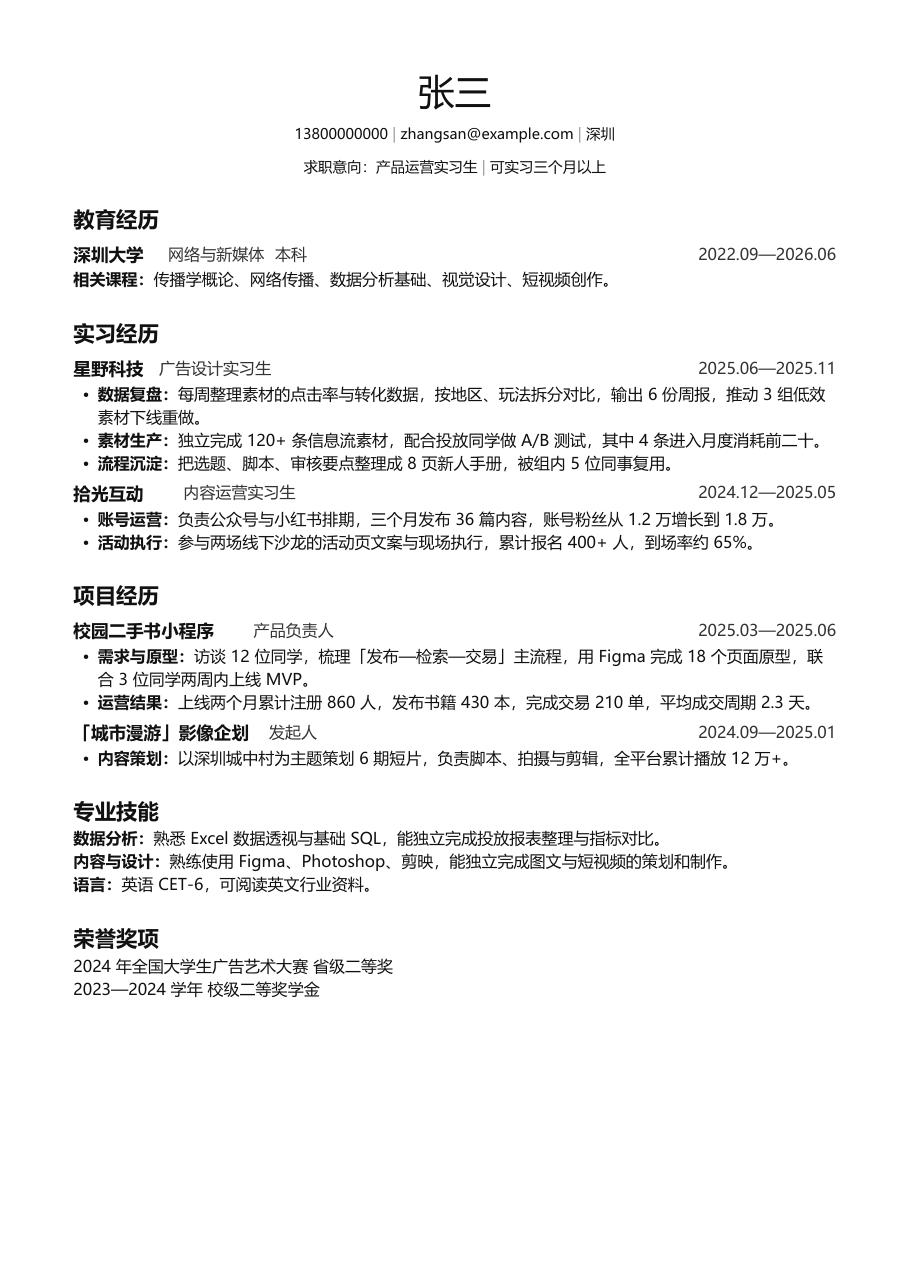 张三
13800000000 | zhangsan@example.com | 深圳
求职意向：产品运营实习生 | 可实习三个月以上
教育经历
深圳大学 网络与新媒体 本科 2022.09—2026.06
相关课程：传播学概论、网络传播、数据分析基础、视觉设计、短视频创作。
实习经历
星野科技 广告设计实习生 2025.06—2025.11
• 数据复盘：每周整理素材的点击率与转化数据，按地区、玩法拆分对比，输出 6 份周报，推动 3 组低效
素材下线重做。
• 素材生产：独立完成 120+ 条信息流素材，配合投放同学做 A/B 测试，其中 4 条进入月度消耗前二十。
• 流程沉淀：把选题、脚本、审核要点整理成 8 页新人手册，被组内 5 位同事复用。
拾光互动 内容运营实习生 2024.12—2025.05
• 账号运营：负责公众号与小红书排期，三个月发布 36 篇内容，账号粉丝从 1.2 万增长到 1.8 万。
• 活动执行：参与两场线下沙龙的活动页文案与现场执行，累计报名 400+ 人，到场率约 65%。
项目经历
校园二手书小程序 产品负责人 2025.03—2025.06
• 需求与原型：访谈 12 位同学，梳理「发布—检索—交易」主流程，用 Figma 完成 18 个页面原型，联
合 3 位同学两周内上线 MVP。
• 运营结果：上线两个月累计注册 860 人，发布书籍 430 本，完成交易 210 单，平均成交周期 2.3 天。
「城市漫游」影像企划 发起人 2024.09—2025.01
• 内容策划：以深圳城中村为主题策划 6 期短片，负责脚本、拍摄与剪辑，全平台累计播放 12 万+。
专业技能
数据分析：熟悉 Excel 数据透视与基础 SQL，能独立完成投放报表整理与指标对比。
内容与设计：熟练使用 Figma、Photoshop、剪映，能独立完成图文与短视频的策划和制作。
语言：英语 CET-6，可阅读英文行业资料。
荣誉奖项
2024 年全国大学生广告艺术大赛 省级二等奖
2023—2024 学年 校级二等奖学金